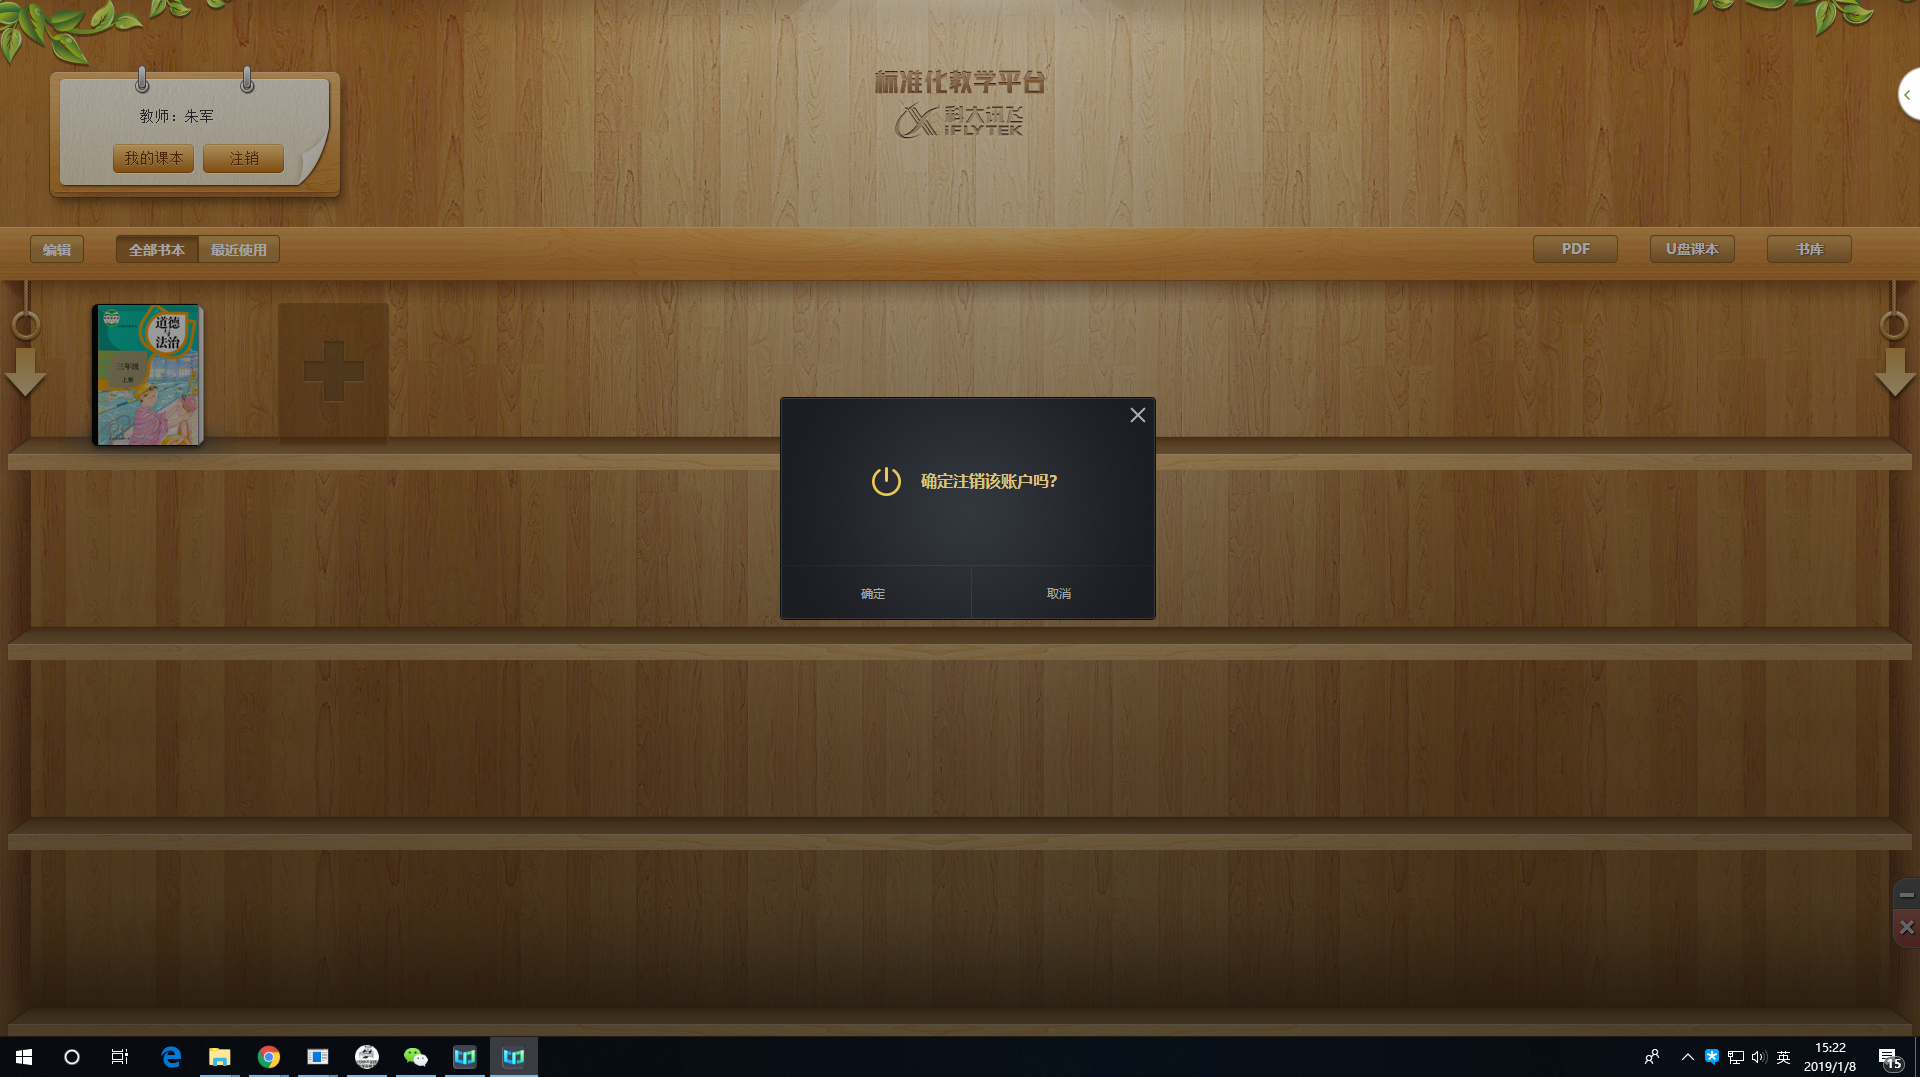 标准化教学平台
科大讯飞
iFLYTEK
教师：朱军
我的课本
注销
编辑
全部书本
最近使用
PDF
U盘课本
书库
道德
与
法治
三年级
上册
确定注销该账户吗?
确定
取消
英
15:22
2019/1/8
15